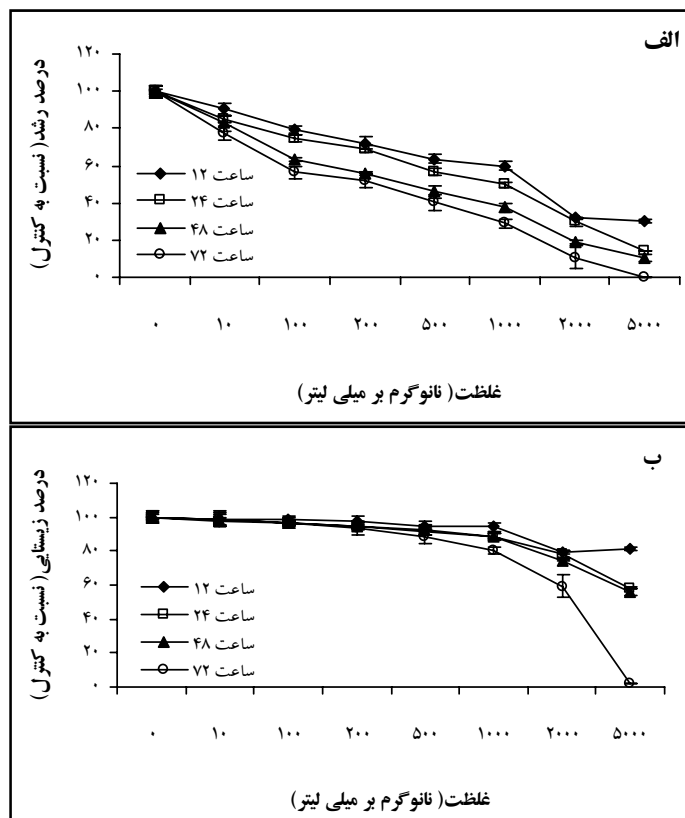 الف
درصد رشد( نسبت به کنترل)
۱۲۰
۱۰۰
۸۰
۶۰
۴۰
۲۰
۰
۱۲ ساعت
۲۴ ساعت
۴۸ ساعت
۷۲ ساعت
۰ ۱۰ ۱۰۰ ۲۰۰ ۵۰۰ ۱۰۰۰ ۲۰۰۰ ۵۰۰۰
غلظت( نانوگرم بر میلی لیتر)
ب
درصد زیستایی( نسبت به کنترل)
۱۲۰
۱۰۰
۸۰
۶۰
۴۰
۲۰
۰
۱۲ ساعت
۲۴ ساعت
۴۸ ساعت
۷۲ ساعت
۰ ۱۰ ۱۰۰ ۲۰۰ ۵۰۰ ۱۰۰۰ ۲۰۰۰ ۵۰۰۰
غلظت( نانوگرم بر میلی لیتر)